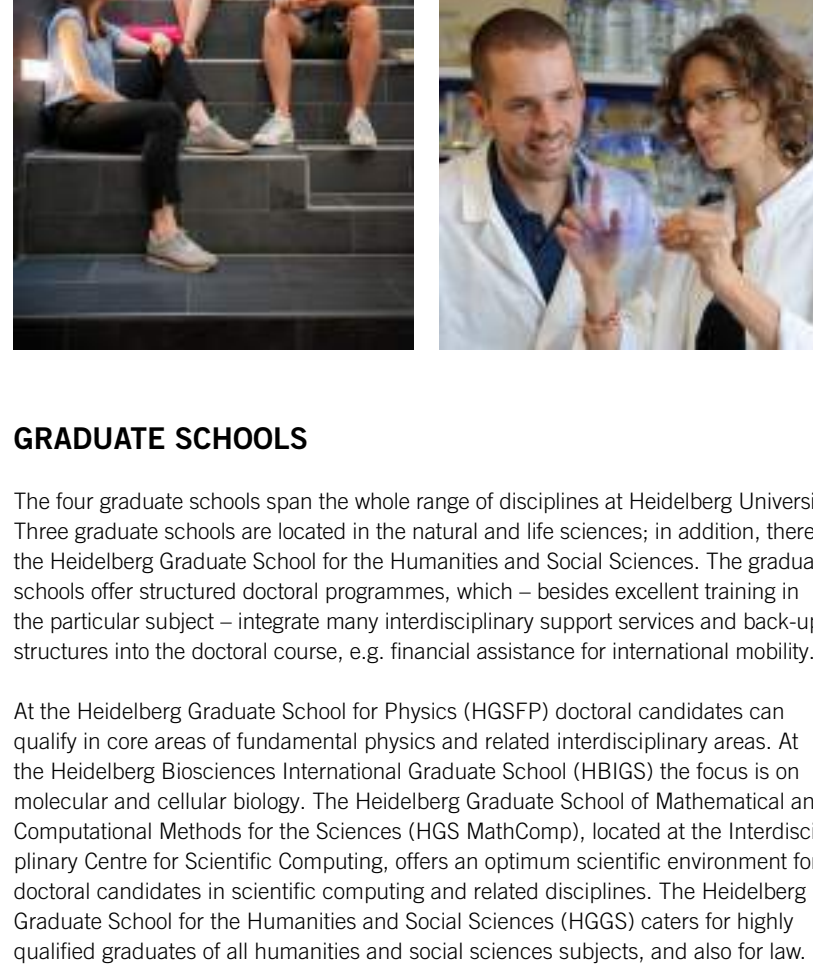 GRADUATE SCHOOLS
The four graduate schools span the whole range of disciplines at Heidelberg Universi
Three graduate schools are located in the natural and life sciences; in addition, there
the Heidelberg Graduate School for the Humanities and Social Sciences. The gradua
schools offer structured doctoral programmes, which – besides excellent training in
the particular subject – integrate many interdisciplinary support services and back-up
structures into the doctoral course, e.g. financial assistance for international mobility.
At the Heidelberg Graduate School for Physics (HGSFP) doctoral candidates can
qualify in core areas of fundamental physics and related interdisciplinary areas. At
the Heidelberg Biosciences International Graduate School (HBIGS) the focus is on
molecular and cellular biology. The Heidelberg Graduate School of Mathematical an
Computational Methods for the Sciences (HGS MathComp), located at the Interdisci
plinary Centre for Scientific Computing, offers an optimum scientific environment for
doctoral candidates in scientific computing and related disciplines. The Heidelberg
Graduate School for the Humanities and Social Sciences (HGGS) caters for highly
qualified graduates of all humanities and social sciences subjects, and also for law.